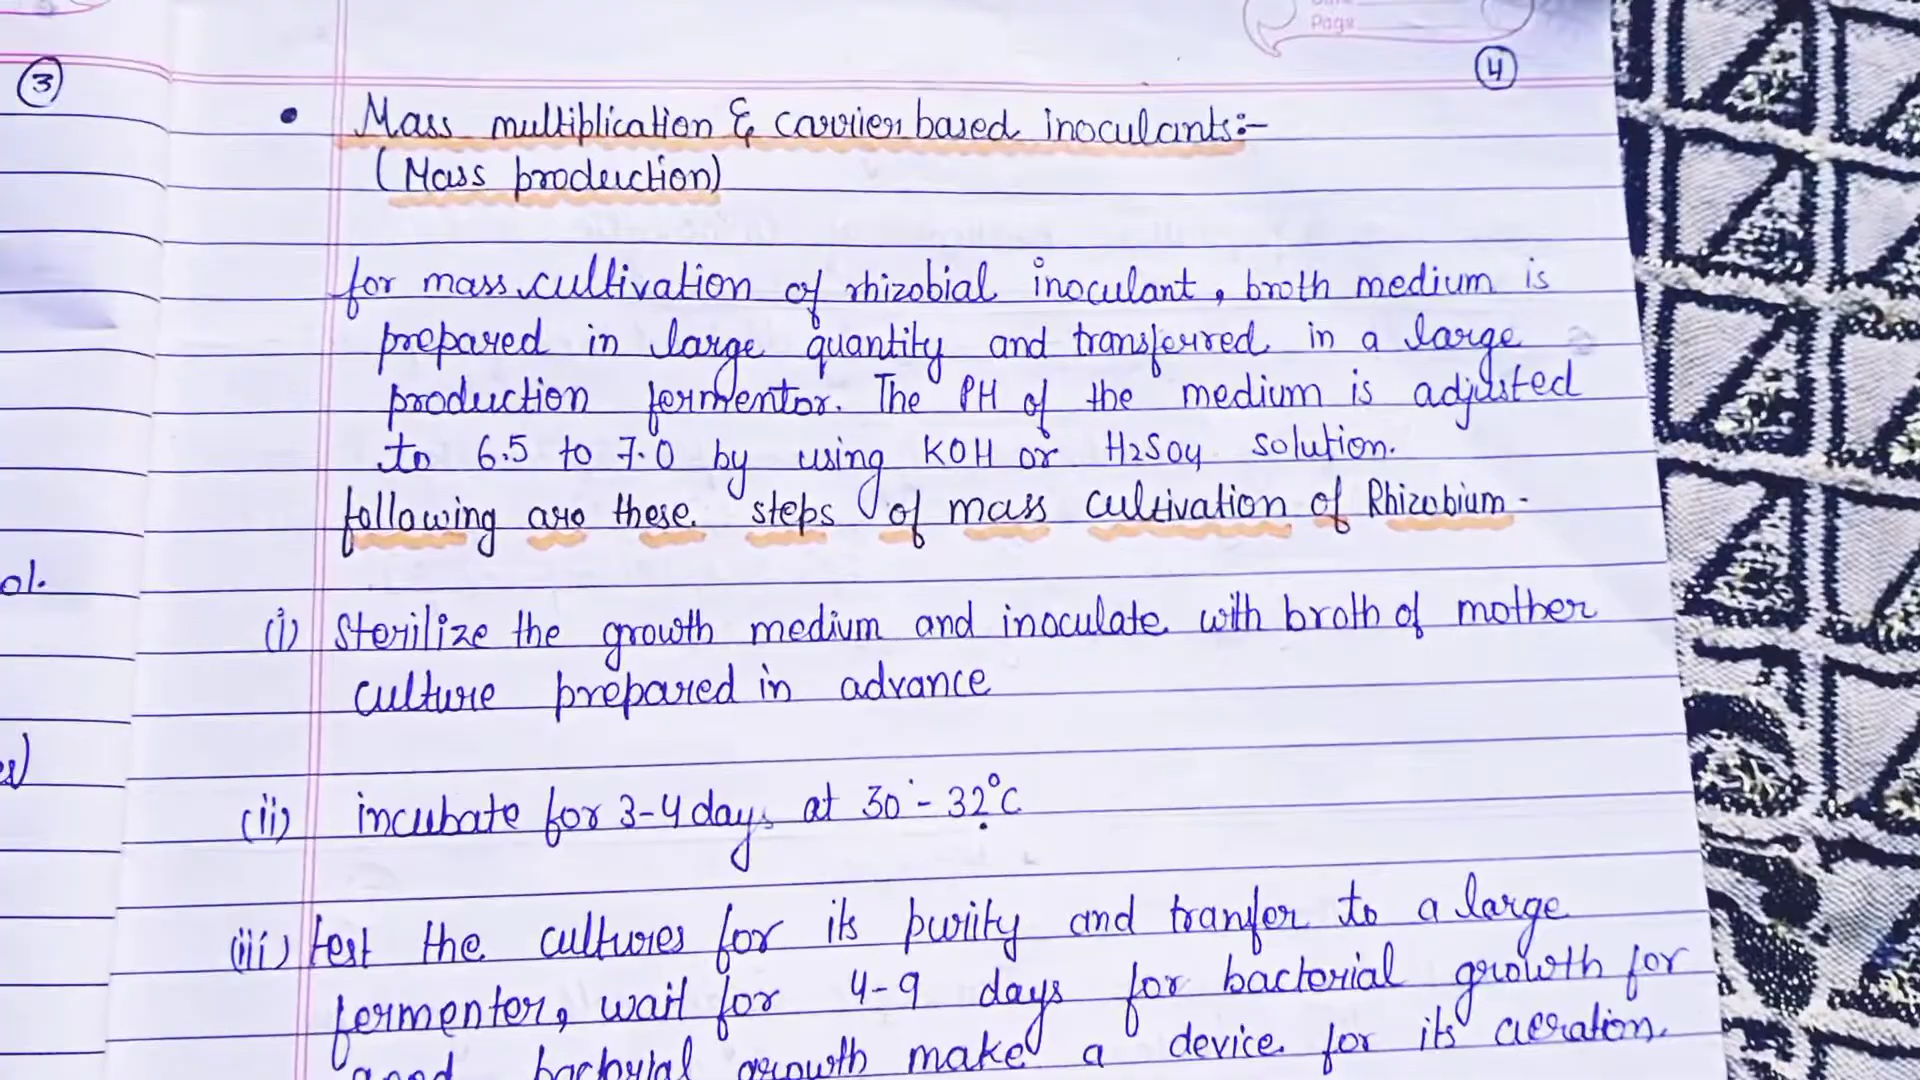 Page
3
4
• Mass multiplication & carrier based inoculants:-
(Mass production)
for mass cultivation of rhizobial inoculant, broth medium is
prepared in large quantity and transferred in a large
production fermentor. The PH of the medium is adjusted
to 6.5 to 7.0 by using KOH or H2SO4 solution.
following are these steps of mass cultivation of Rhizobium -
(i) Sterilize the growth medium and inoculate with broth of mother
culture prepared in advance
(ii) incubate for 3-4 days at 30°-32°C
(iii) test the cultures for its purity and tranfer to a large
fermenter, wait for 4-9 days for bacterial growth for
good bacterial growth make a device for its aeration.